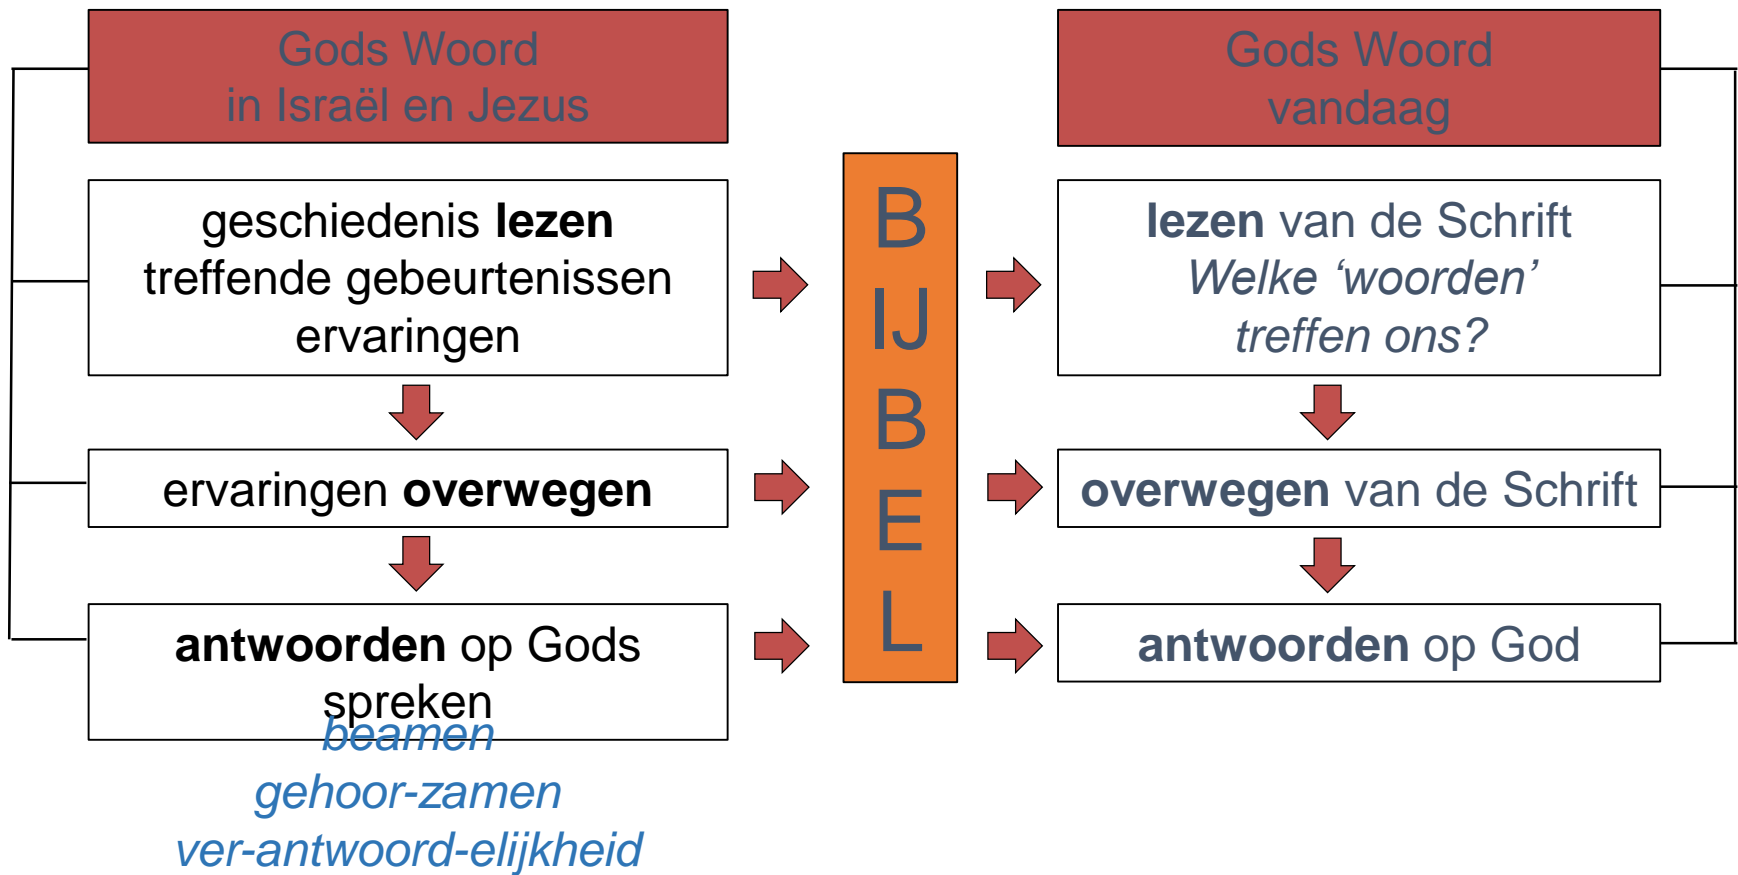 Gods Woord
in Israël en Jezus
geschiedenis lezen
treffende gebeurtenissen
ervaringen
ervaringen overwegen
antwoorden op Gods
spreken
beamen
gehoor-zamen
ver-antwoord-elijkheid
B
IJ
B
E
L
Gods Woord
vandaag
lezen van de Schrift
Welke ‘woorden’
treffen ons?
overwegen van de Schrift
antwoorden op God